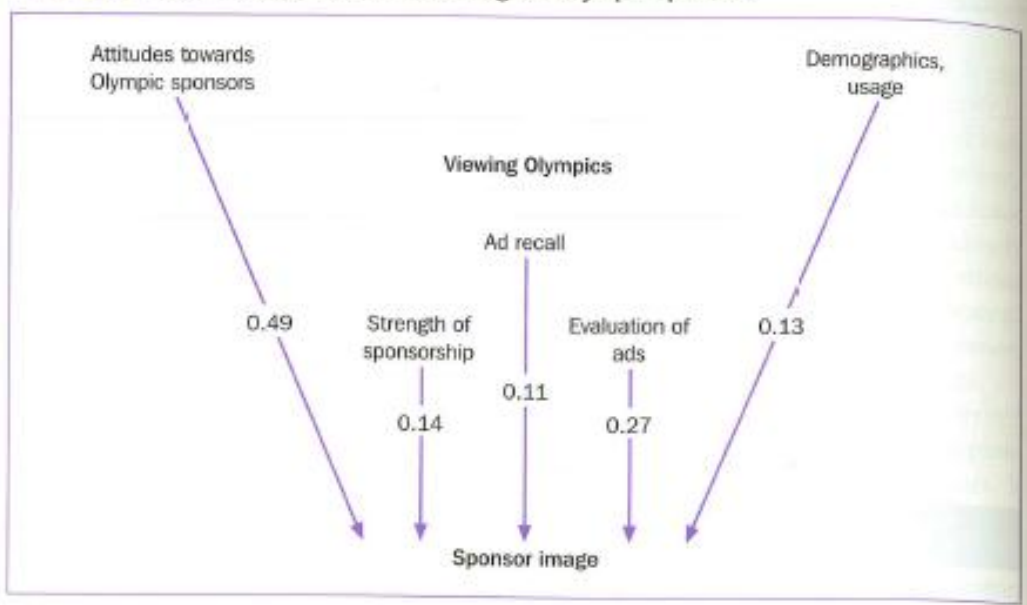 Attitudes towards
Olympic sponsors
Demographics,
usage
Viewing Olympics
Ad recall
Strength of
sponsorship
Evaluation of
ads
0.49
0.13
0.11
0.14
0.27
Sponsor image